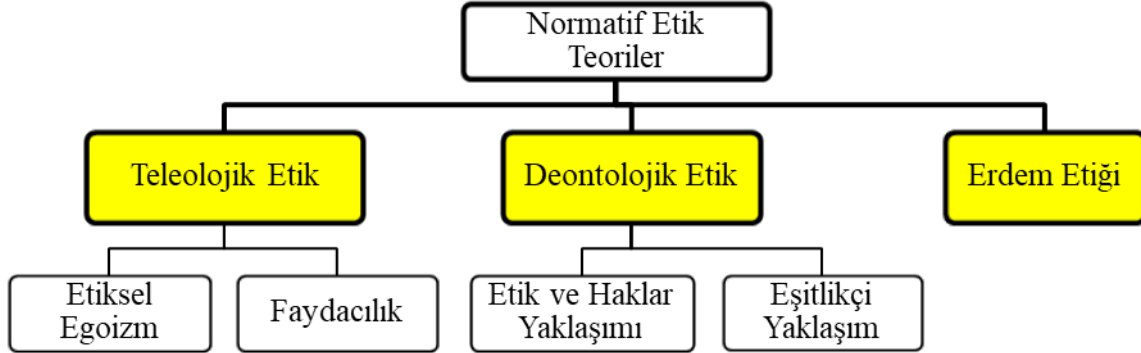 Normatif Etik
Teoriler
Teleolojik Etik
Deontolojik Etik
Erdem Etiği
Etiksel
Egoizm
Faydacılık
Etik ve Haklar
Yaklaşımı
Eşitlikçi
Yaklaşım